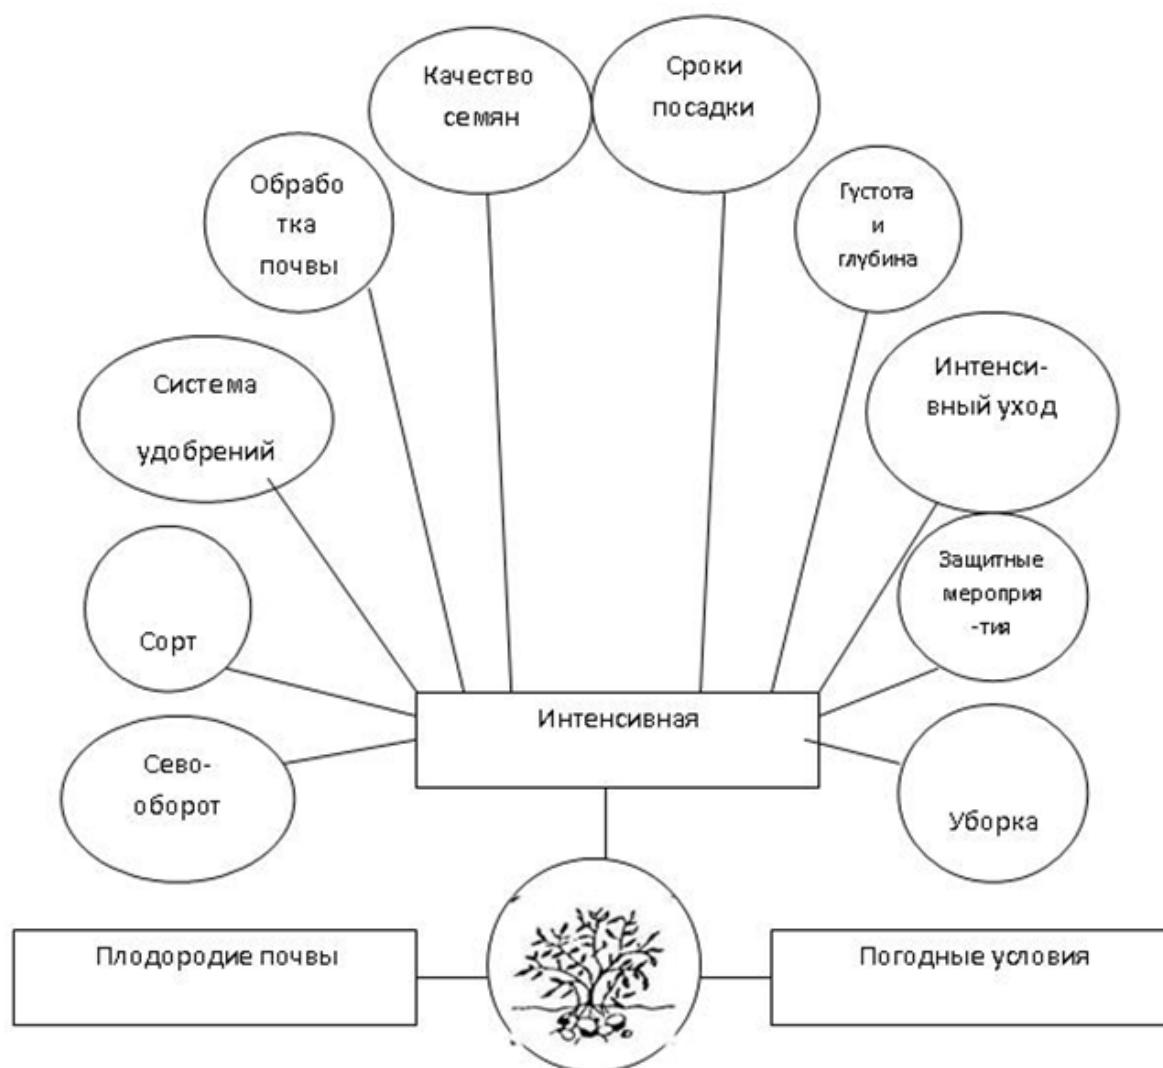 Качество
семян
Сроки
посадки
Обрабо
тка
почвы
Густота
и
глубина
Система
удобрений
Интенси-
вный уход
Сорт
Защитные
мероприя
-тия
Сево-
оборот
Интенсивная
Уборка
Плодородие почвы
Погодные условия